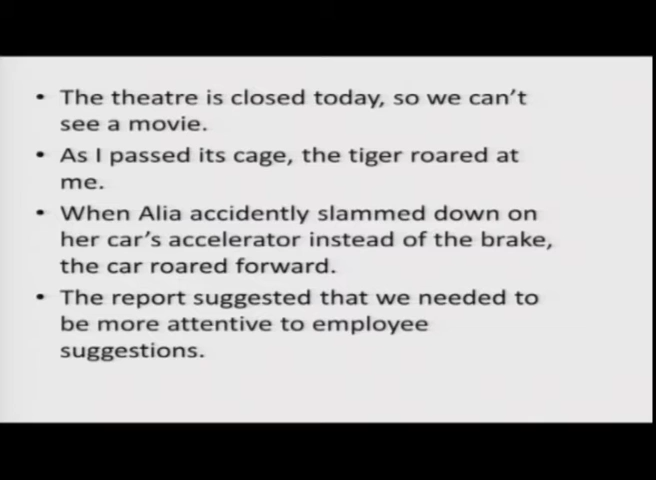 • The theatre is closed today, so we can't
see a movie.
• As I passed its cage, the tiger roared at
me.
• When Alia accidently slammed down on
her car's accelerator instead of the brake,
the car roared forward.
• The report suggested that we needed to
be more attentive to employee
suggestions.